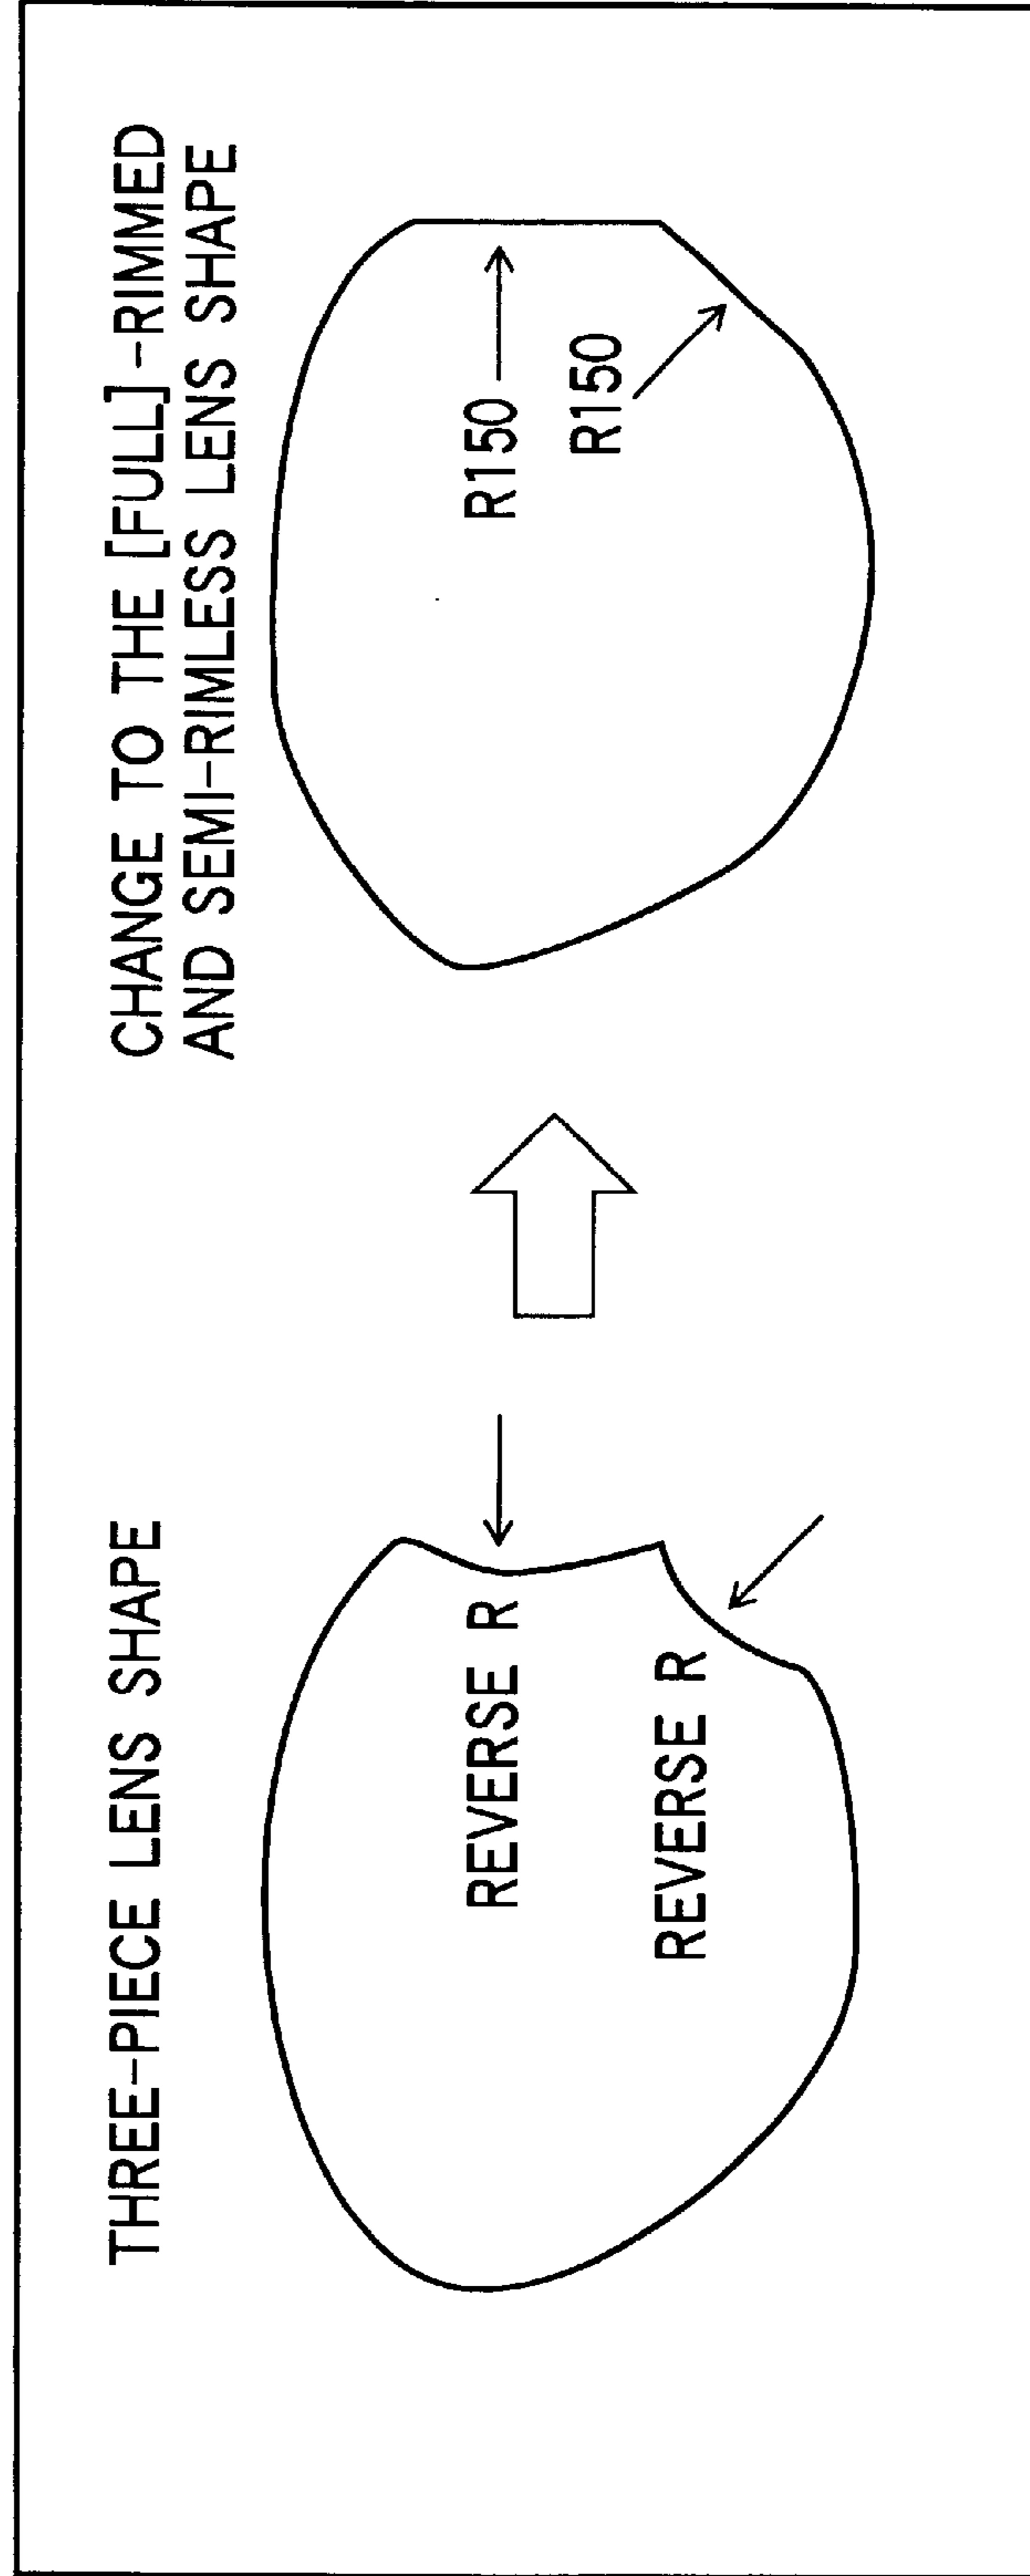 THREE-PIECE LENS SHAPE
REVERSE R
REVERSE R
CHANGE TO THE [FULL]-RIMMED
AND SEMI-RIMLESS LENS SHAPE
R150
R150